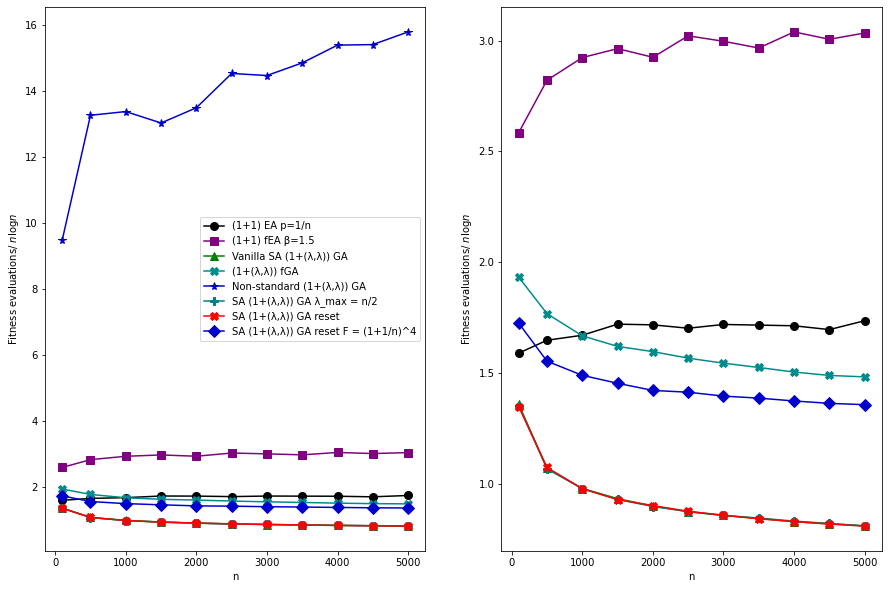 16
14
12
10
8
6
4
2
0
1000
2000
3000
4000
5000
n
Fitness evaluations/ n log n
(1+1) EA p=1/n
(1+1) fEA β=1.5
Vanilla SA (1+(λ,λ)) GA
(1+(λ,λ)) fGA
Non-standard (1+(λ,λ)) GA
SA (1+(λ,λ)) GA λ_max = n/2
SA (1+(λ,λ)) GA reset
SA (1+(λ,λ)) GA reset F = (1+1/n)^4
3.0
2.5
2.0
1.5
1.0
0
1000
2000
3000
4000
5000
n
Fitness evaluations/ n log n